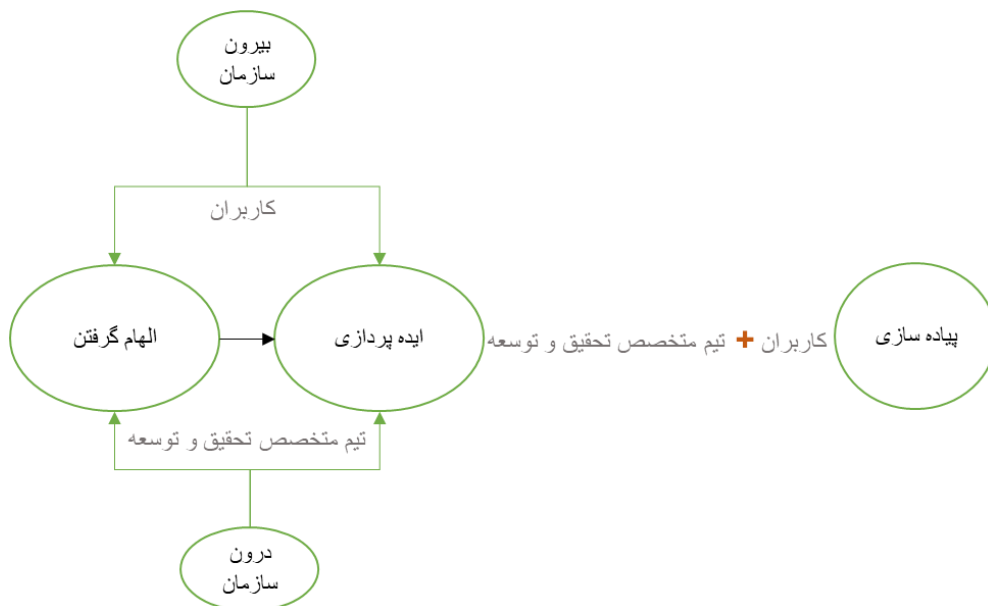 بیرون
سازمان
کاربران
الهام گرفتن
ایده پردازی
کاربران + تیم متخصص تحقیق و توسعه
پیاده سازی
تیم متخصص تحقیق و توسعه
درون
سازمان